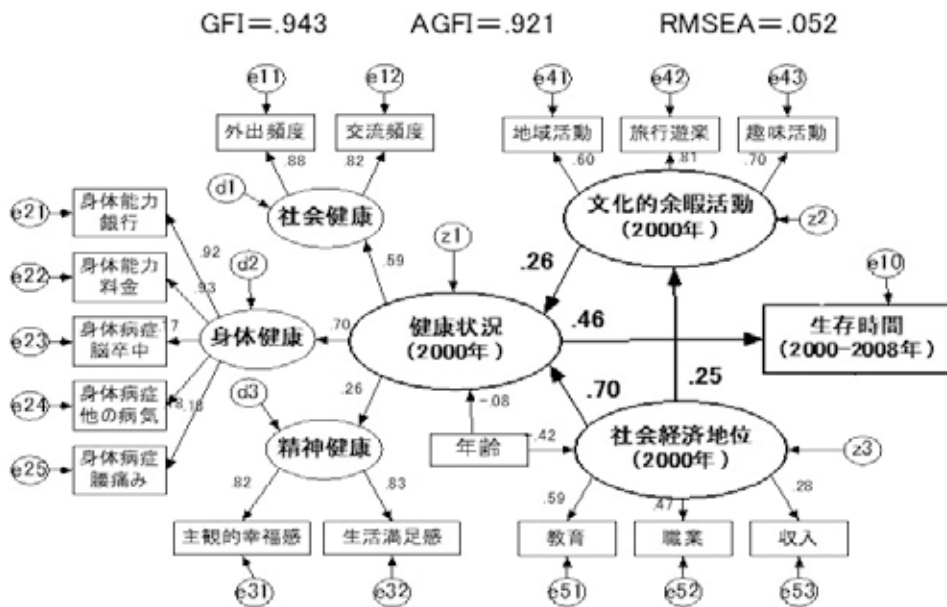 GFI=.943 AGFI=.921 RMSEA=.052
e11 e12 e41 e42 e43
外出頻度 交流頻度 地域活動 旅行遊楽 趣味活動
.88 .82 .60 .81 .70
d1
社会健康
文化的余暇活動
(2000年)
z2
e21
身体能力
銀行
.92
d2
.59
z1
.26
e10
e22
身体能力
料金
.93
e23
身体病症
脳卒中
身体健康
.70
健康状況
(2000年)
.46
生存時間
(2000-2008年)
e24
身体病症
他の病気
.18
d3
.26
-.08
.70
.25
e25
身体病症
腰痛み
精神健康
年齢
-.42
社会経済地位
(2000年)
z3
.82 .83 .59 .47 .28
主観的幸福感 生活満足感 教育 職業 収入
e31 e32 e51 e52 e53